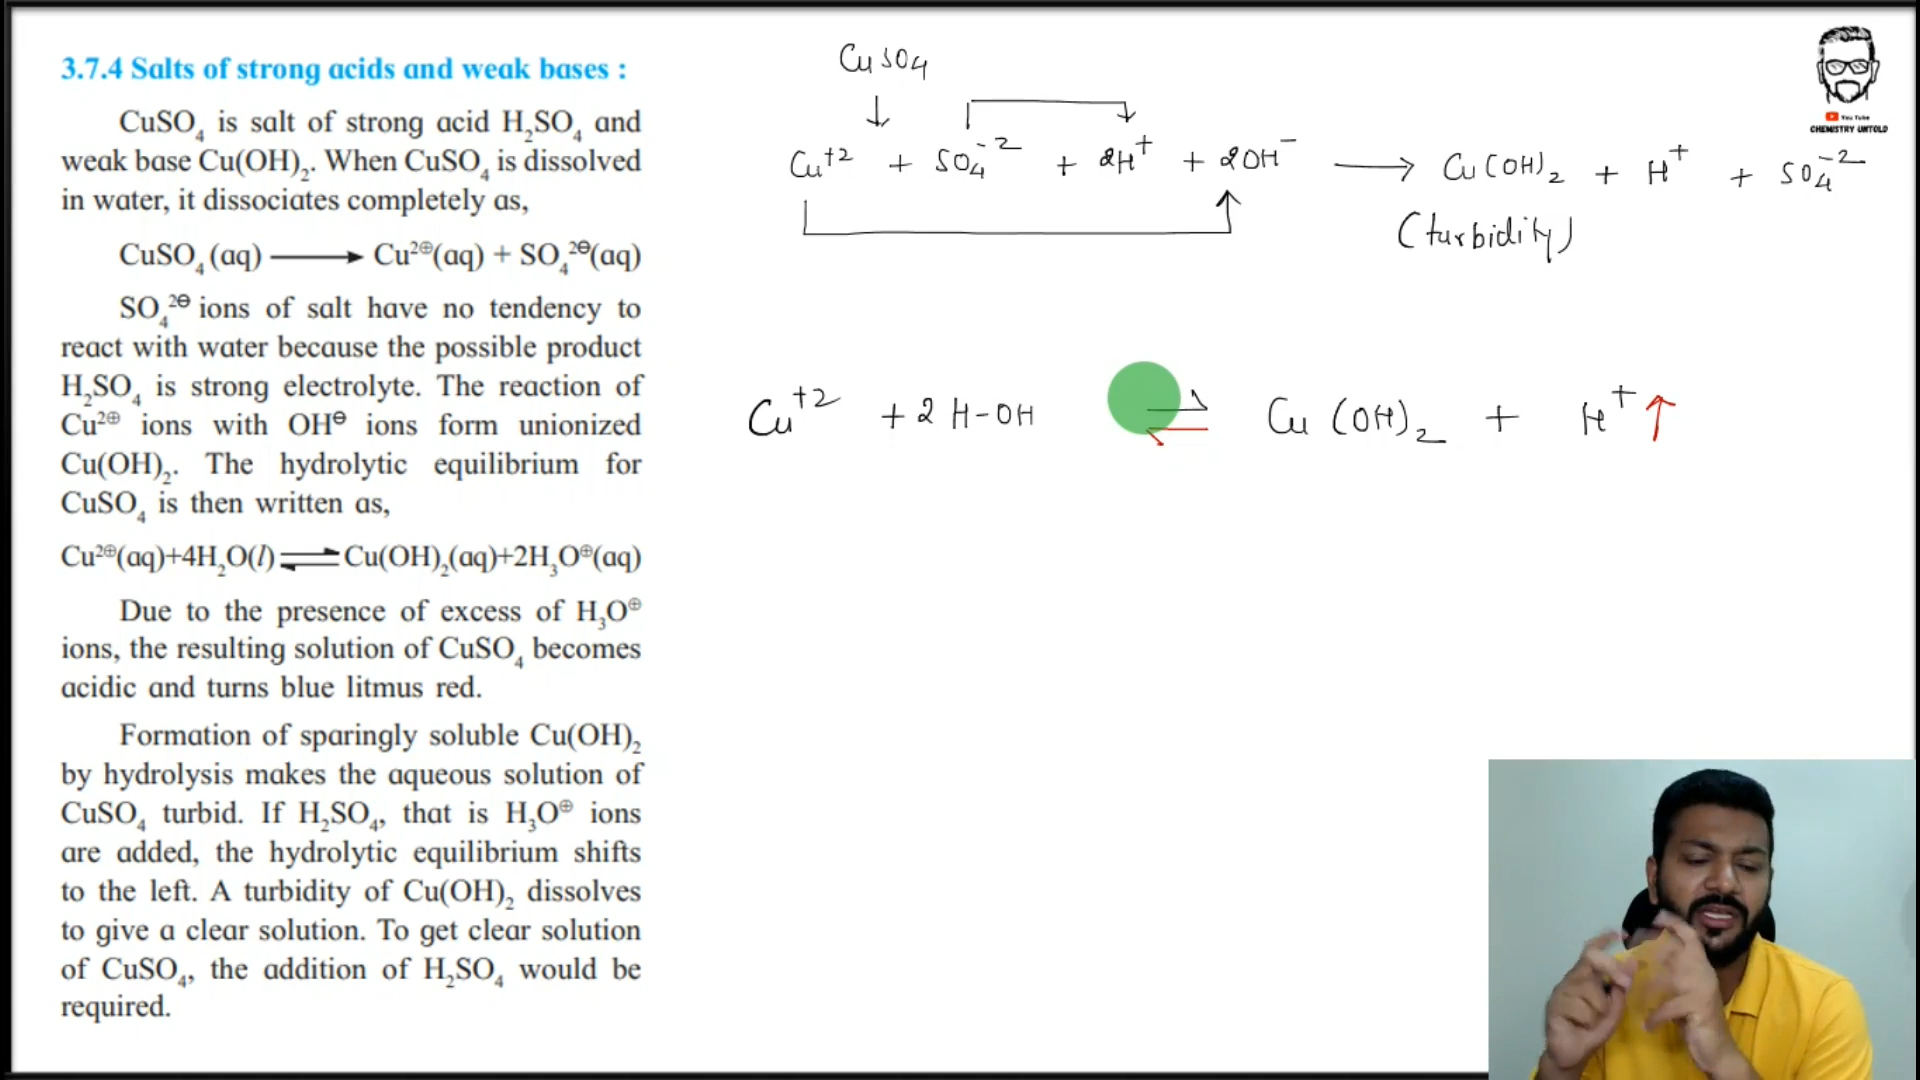 3.7.4 Salts of strong acids and weak bases :
CuSO₄ is salt of strong acid H₂SO₄ and
weak base Cu(OH)₂. When CuSO₄ is dissolved
in water, it dissociates completely as,
CuSO₄(aq) ⟶ Cu²⊕(aq) + SO₄²⊖(aq)
SO₄²⊖ ions of salt have no tendency to
react with water because the possible product
H₂SO₄ is strong electrolyte. The reaction of
Cu²⊕ ions with OH⊖ ions form unionized
Cu(OH)₂. The hydrolytic equilibrium for
CuSO₄ is then written as,
Cu²⊕(aq)+4H₂O(l) ⇌ Cu(OH)₂(aq)+2H₃O⊕(aq)
Due to the presence of excess of H₃O⊕
ions, the resulting solution of CuSO₄ becomes
acidic and turns blue litmus red.
Formation of sparingly soluble Cu(OH)₂
by hydrolysis makes the aqueous solution of
CuSO₄ turbid. If H₂SO₄, that is H₃O⊕ ions
are added, the hydrolytic equilibrium shifts
to the left. A turbidity of Cu(OH)₂ dissolves
to give a clear solution. To get clear solution
of CuSO₄, the addition of H₂SO₄ would be
required.
CuSO4
↓
Cu⁺² + SO₄⁻² + 2H⁺ + 2OH⁻ ⟶ Cu(OH)₂ + H⁺ + SO₄⁻²
(turbidity)
Cu⁺² + 2 H-OH ⇌ Cu (OH)₂ + H⁺ ↑
You Tube
CHEMISTRY UNTOLD